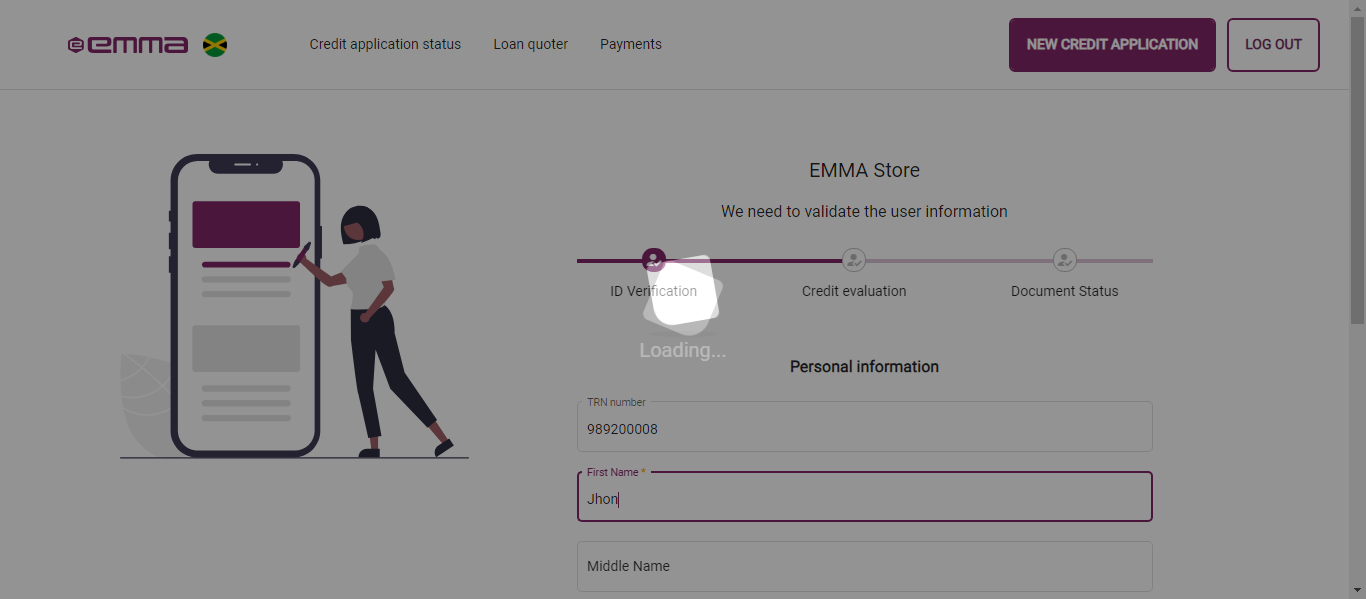 emma
Credit application status
Loan quoter
Payments
NEW CREDIT APPLICATION
LOG OUT
EMMA Store
We need to validate the user information
ID Verification
Credit evaluation
Document Status
Loading...
Personal information
TRN number
989200008
First Name *
Jhon
Middle Name